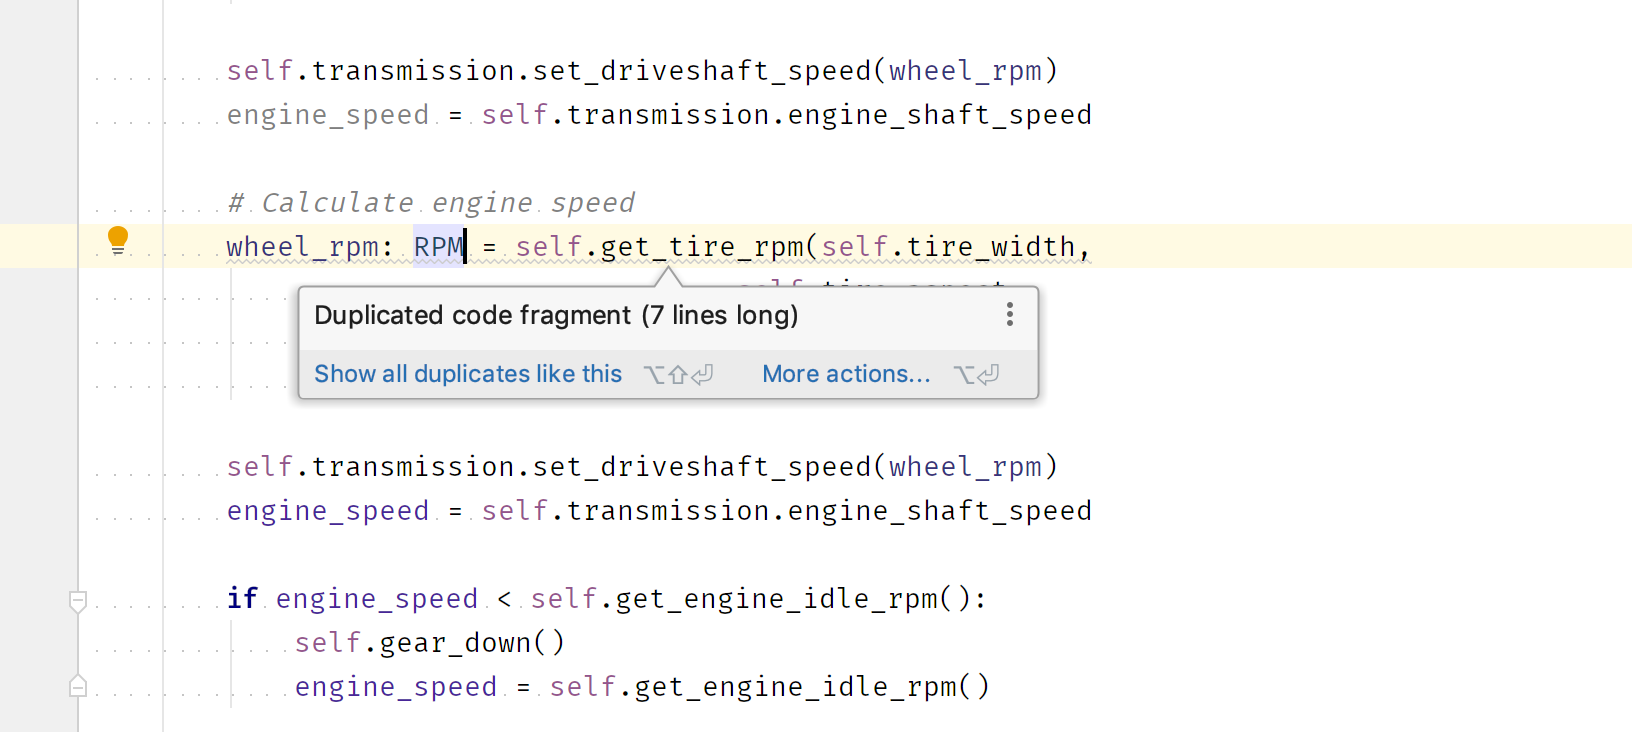 self.transmission.set_driveshaft_speed(wheel_rpm)
engine_speed = self.transmission.engine_shaft_speed
# Calculate engine speed
wheel_rpm: RPM = self.get_tire_rpm(self.tire_width,
Duplicated code fragment (7 lines long)
Show all duplicates like this ⌥⇧⏎ More actions... ⌥⏎
self.transmission.set_driveshaft_speed(wheel_rpm)
engine_speed = self.transmission.engine_shaft_speed
if engine_speed < self.get_engine_idle_rpm():
self.gear_down()
engine_speed = self.get_engine_idle_rpm()